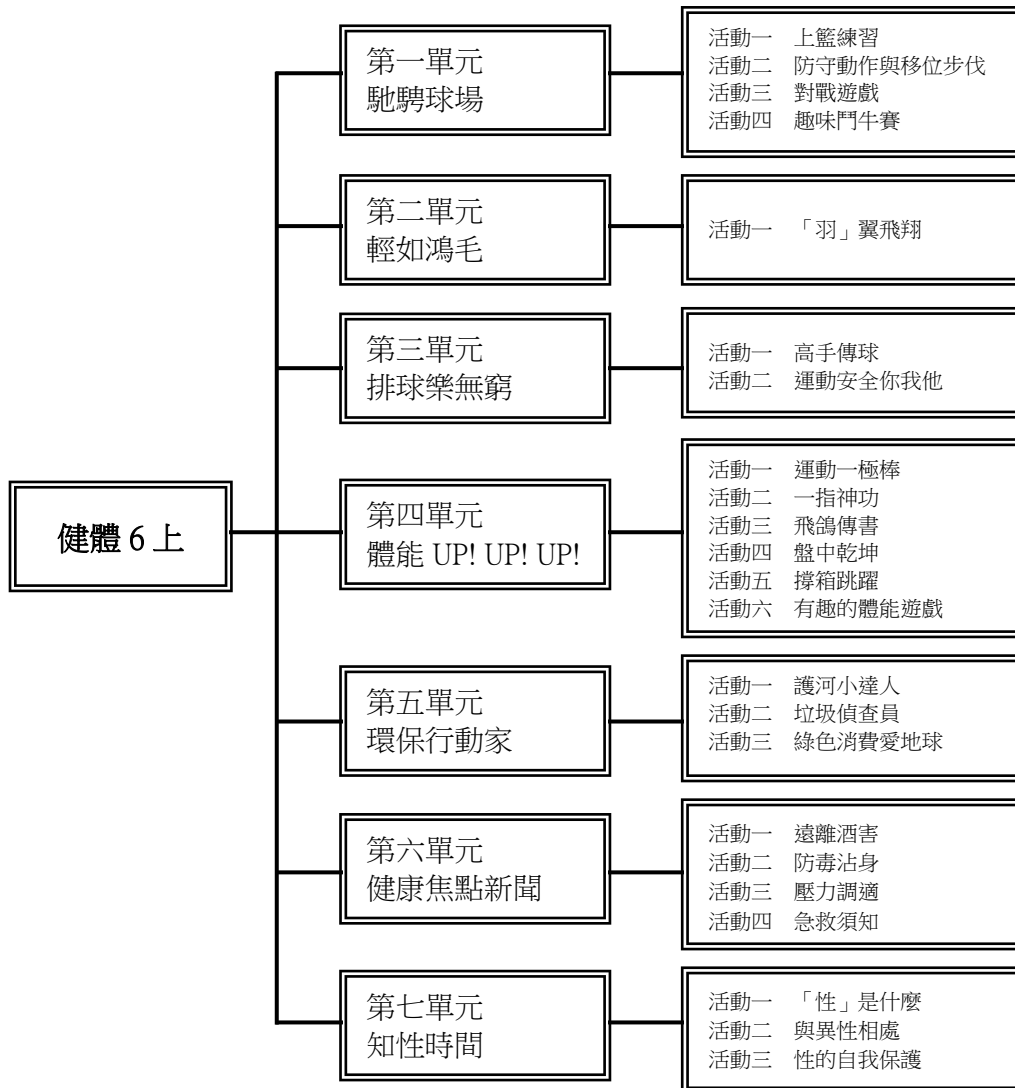 健體 6 上
第一單元
馳騁球場
活動一　上籃練習
活動二　防守動作與移位步伐
活動三　對戰遊戲
活動四　趣味鬥牛賽
第二單元
輕如鴻毛
活動一　「羽」翼飛翔
第三單元
排球樂無窮
活動一　高手傳球
活動二　運動安全你我他
第四單元
體能 UP! UP! UP!
活動一　運動一極棒
活動二　一指神功
活動三　飛鴿傳書
活動四　盤中乾坤
活動五　撐箱跳躍
活動六　有趣的體能遊戲
第五單元
環保行動家
活動一　護河小達人
活動二　垃圾偵查員
活動三　綠色消費愛地球
第六單元
健康焦點新聞
活動一　遠離酒害
活動二　防毒沾身
活動三　壓力調適
活動四　急救須知
第七單元
知性時間
活動一　「性」是什麼
活動二　與異性相處
活動三　性的自我保護